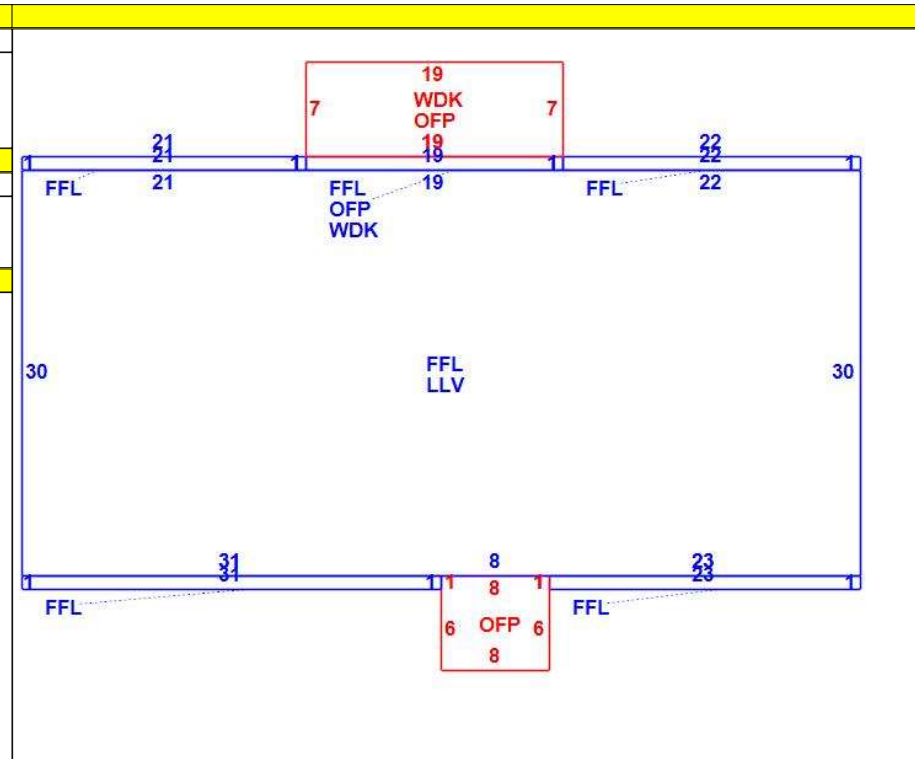 19
7 WDK 7
OFP
21 19 22
1 21 1 19 1 22 1
FFL 21 FFL 19 FFL 22
OFP
WDK
30 FFL 30
LLV
31 8 23
1 31 1 1 8 1 23 1
FFL FFL
6 OFP 6
8